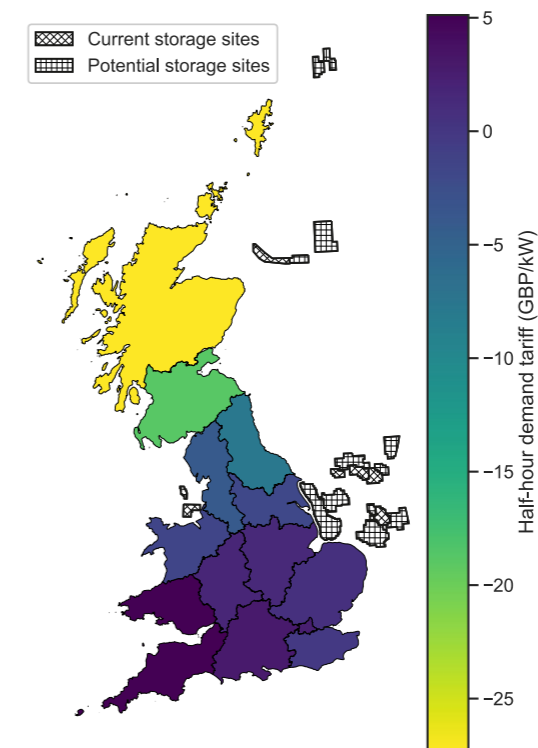 Current storage sites
Potential storage sites
5
0
−5
−10
−15
−20
−25
Half-hour demand tariff (GBP/kW)